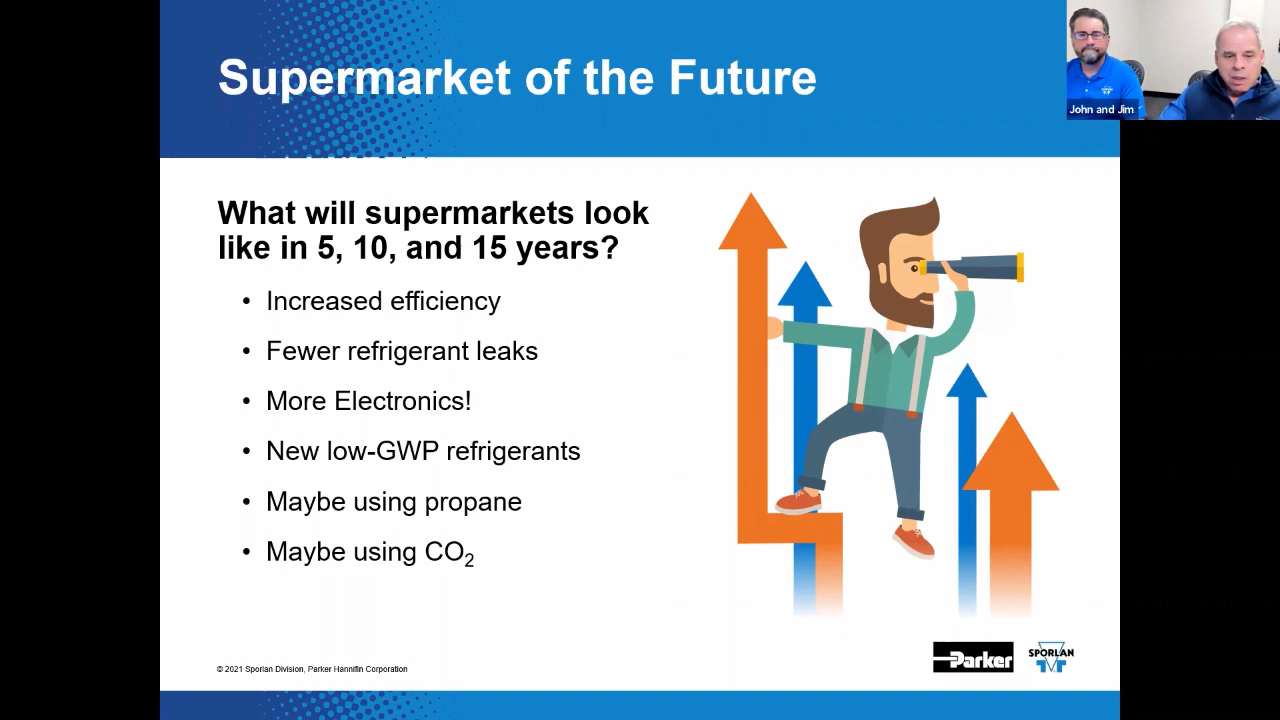 Supermarket of the Future
John and Jim
What will supermarkets look
like in 5, 10, and 15 years?
• Increased efficiency
• Fewer refrigerant leaks
• More Electronics!
• New low-GWP refrigerants
• Maybe using propane
• Maybe using CO₂
© 2021 Sporlan Division, Parker Hannifin Corporation
Parker
SPORLAN